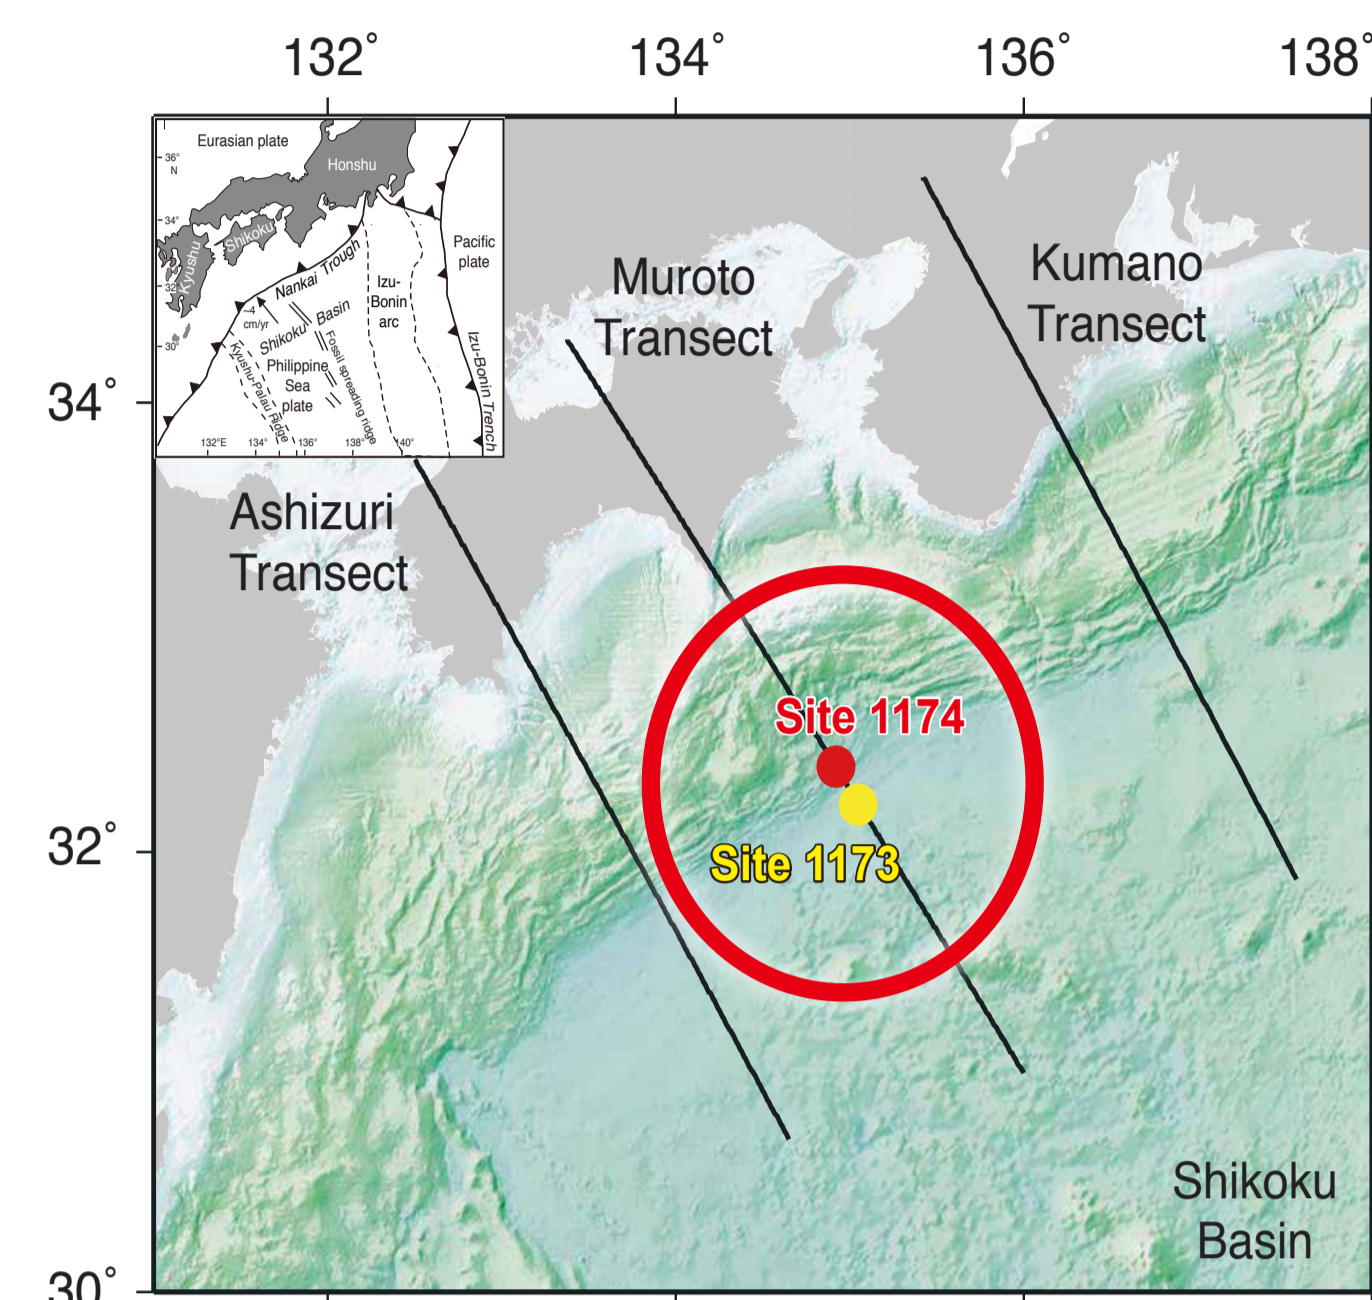 132°
134°
136°
138°
34°
32°
30°
Eurasian plate
Honshu
36°
N
34°
32
30°
Shikoku
Kyushu
Nankai Trough
Pacific
plate
Izu-
Bonin
arc
~4
cm/yr
Shikoku Basin
Philippine
Sea
plate
Kyushu-Palau Ridge
Fossil spreading ridge
Izu-Bonin Trench
132°E
134°
136°
138°
140°
Muroto
Transect
Kumano
Transect
Ashizuri
Transect
Site 1174
Site 1173
Shikoku
Basin